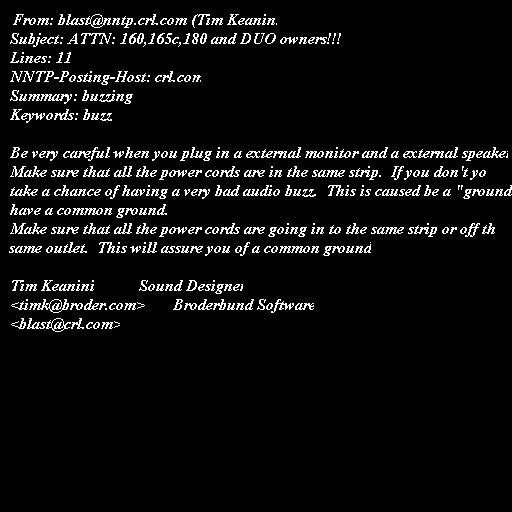 From: blast@nntp.crl.com (Tim Keanin
Subject: ATTN: 160,165c,180 and DUO owners!!!
Lines: 11
NNTP-Posting-Host: crl.com
Summary: buzzing
Keywords: buzz

Be very careful when you plug in a external monitor and a external speaker
Make sure that all the power cords are in the same strip.  If you don't yo
take a chance of having a very bad audio buzz.  This is caused be a "ground
have a common ground.
Make sure that all the power cords are going in to the same strip or off th
same outlet.  This will assure you of a common ground

Tim Keanini          Sound Designer
<timk@broder.com>      Broderbund Software
<blast@crl.com>